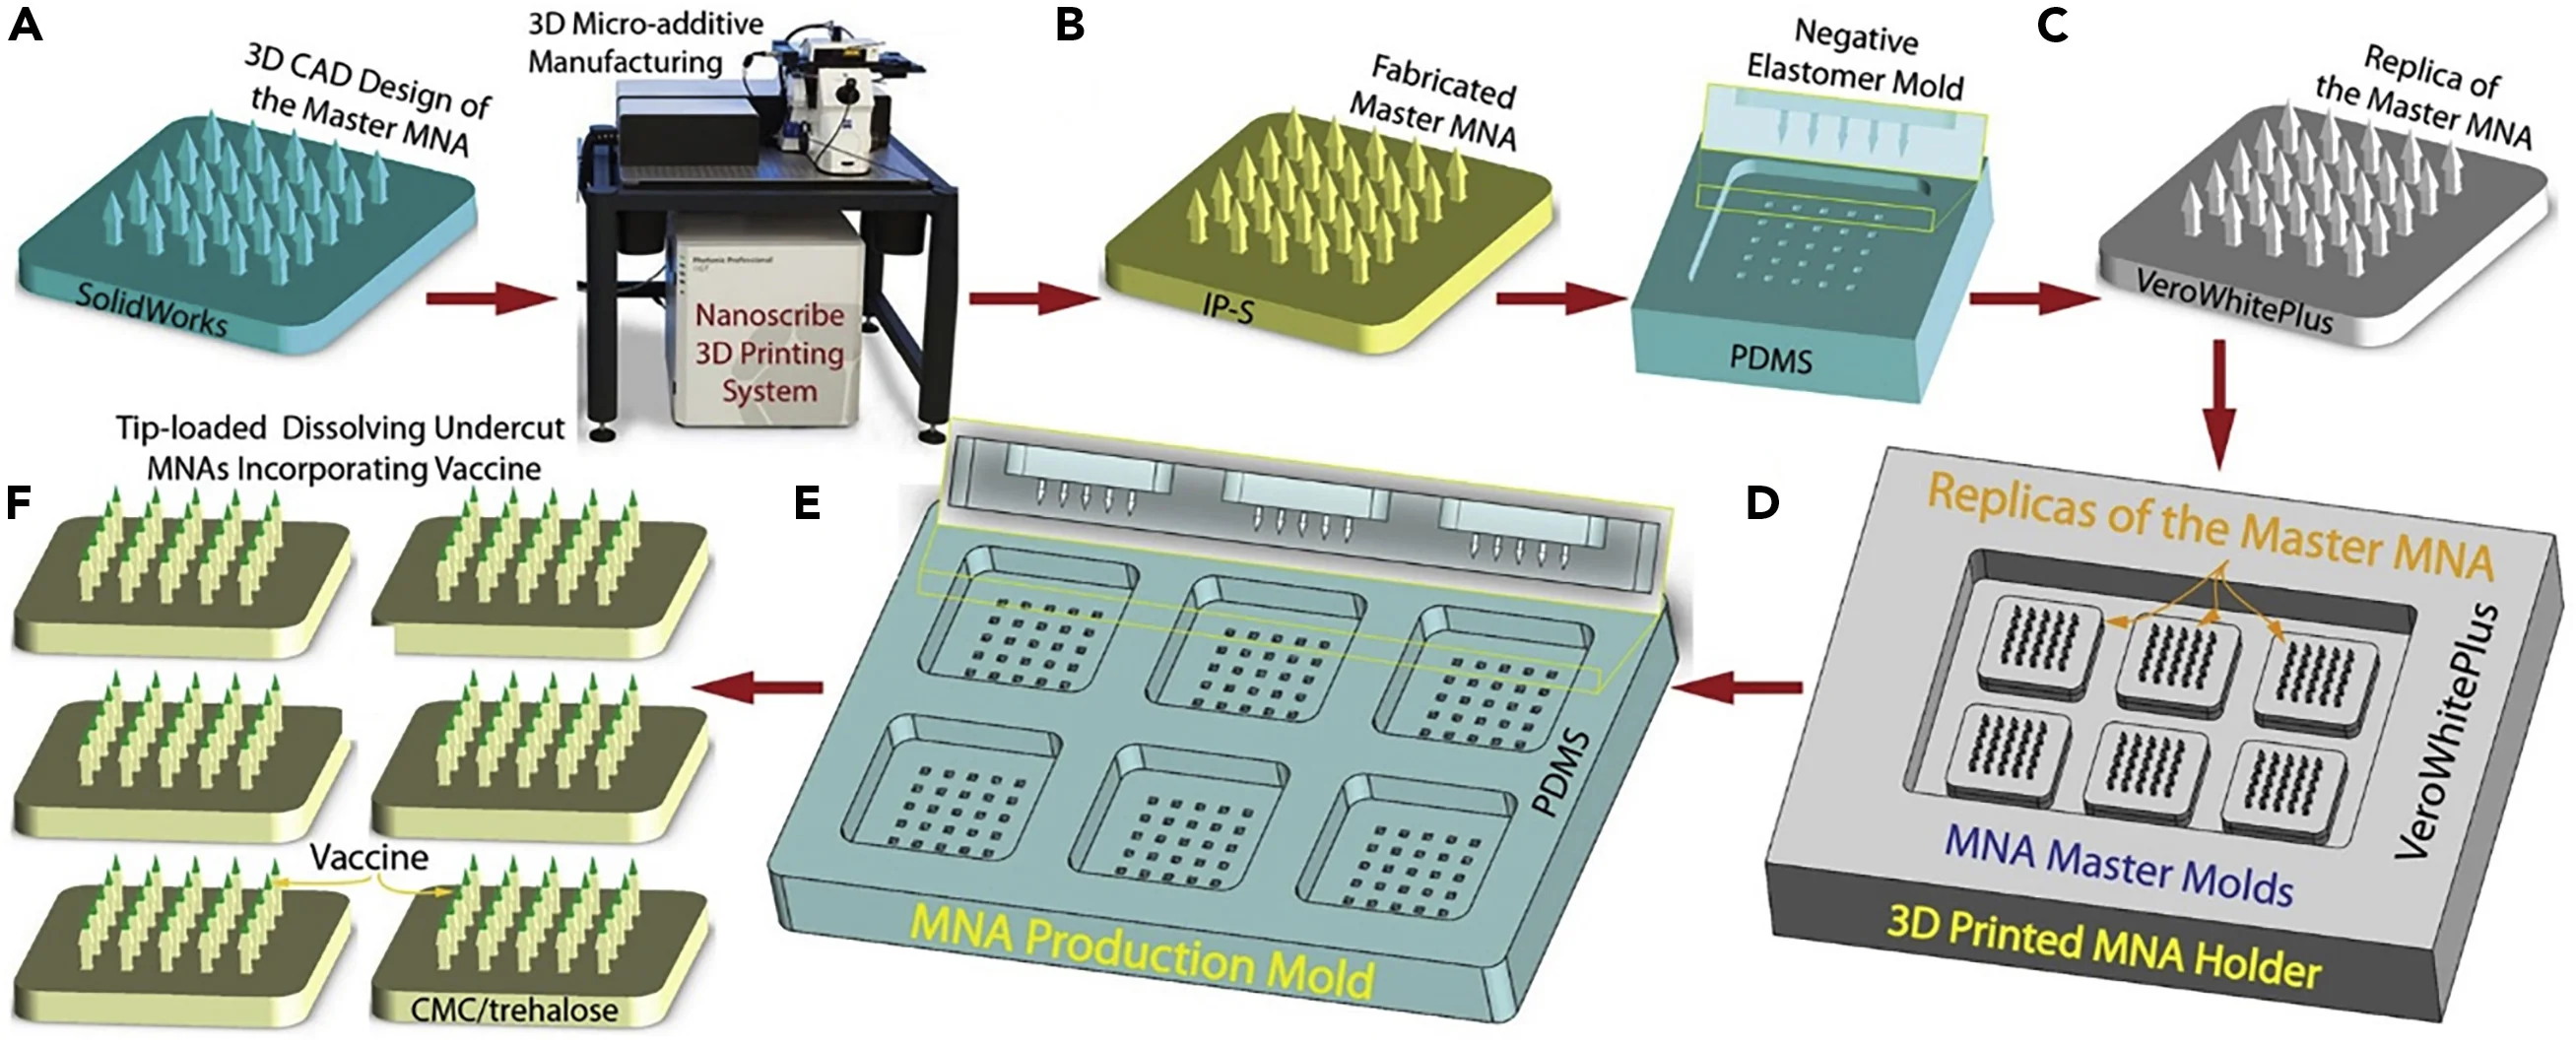 A
3D CAD Design of
the Master MNA
SolidWorks
3D Micro-additive
Manufacturing
Photonic Professional
Nanoscribe
3D Printing
System
B
Fabricated
Master MNA
IP-S
Negative
Elastomer Mold
PDMS
C
Replica of
the Master MNA
VeroWhitePlus
D
Replicas of the Master MNA
VeroWhitePlus
MNA Master Molds
3D Printed MNA Holder
E
PDMS
MNA Production Mold
F
Tip-loaded Dissolving Undercut
MNAs Incorporating Vaccine
Vaccine
CMC/trehalose